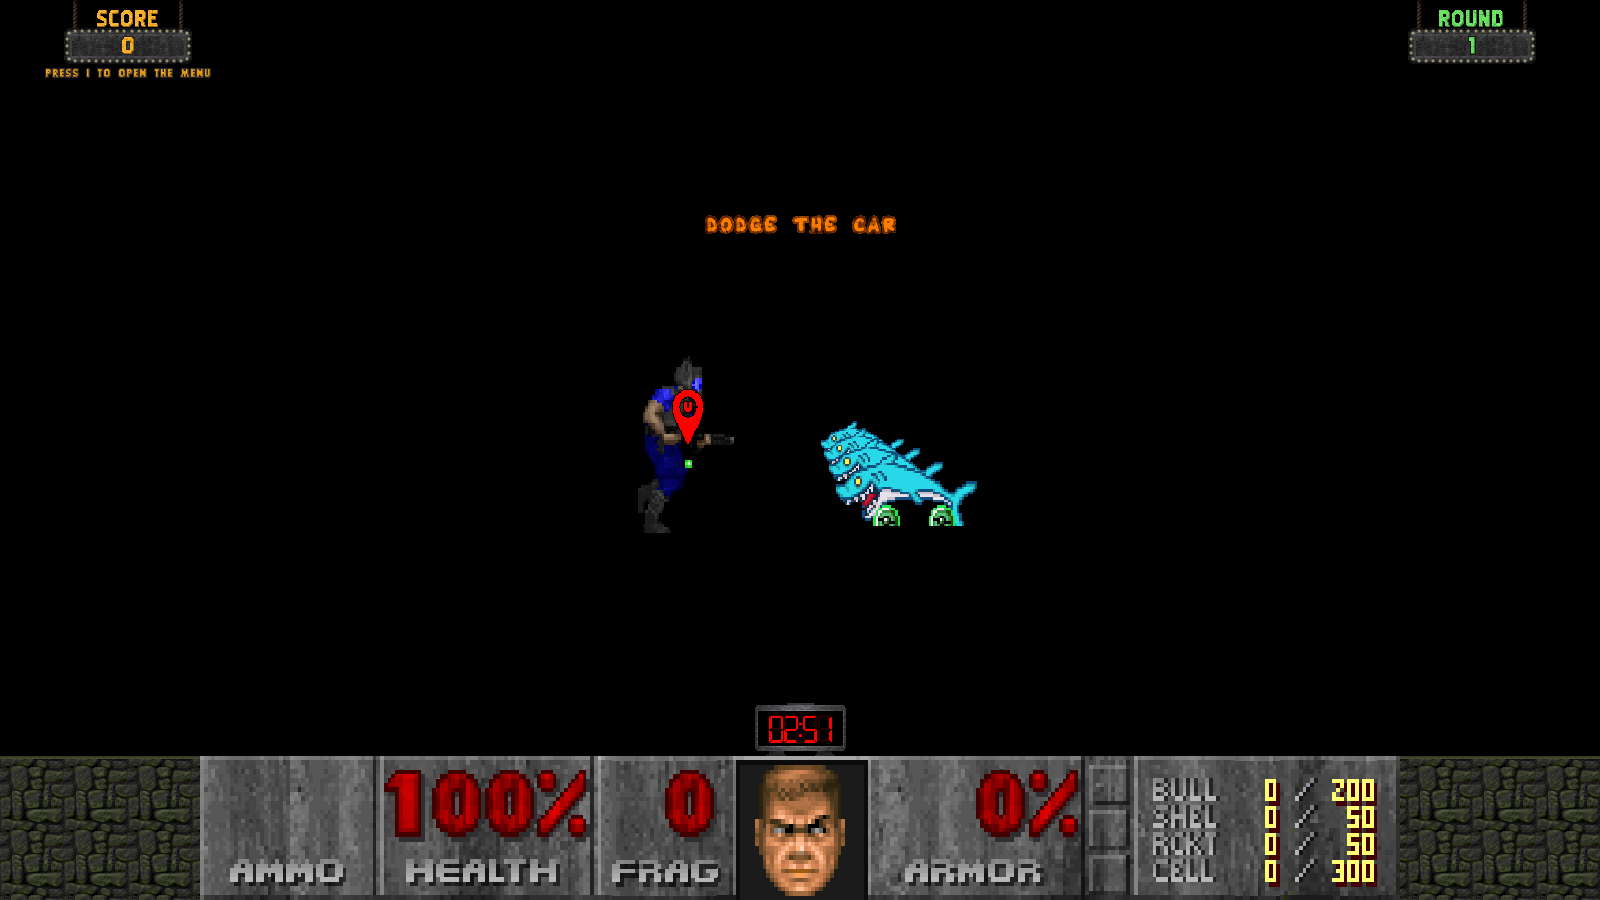 SCORE
0
PRESS I TO OPEN THE MENU
ROUND
1
DODGE THE CAR
U
02:51
100%
0
0%
AMMO
HEALTH
FRAG
ARMOR
BULL 0 / 200
SHEL 0 / 50
RCKT 0 / 50
CELL 0 / 300